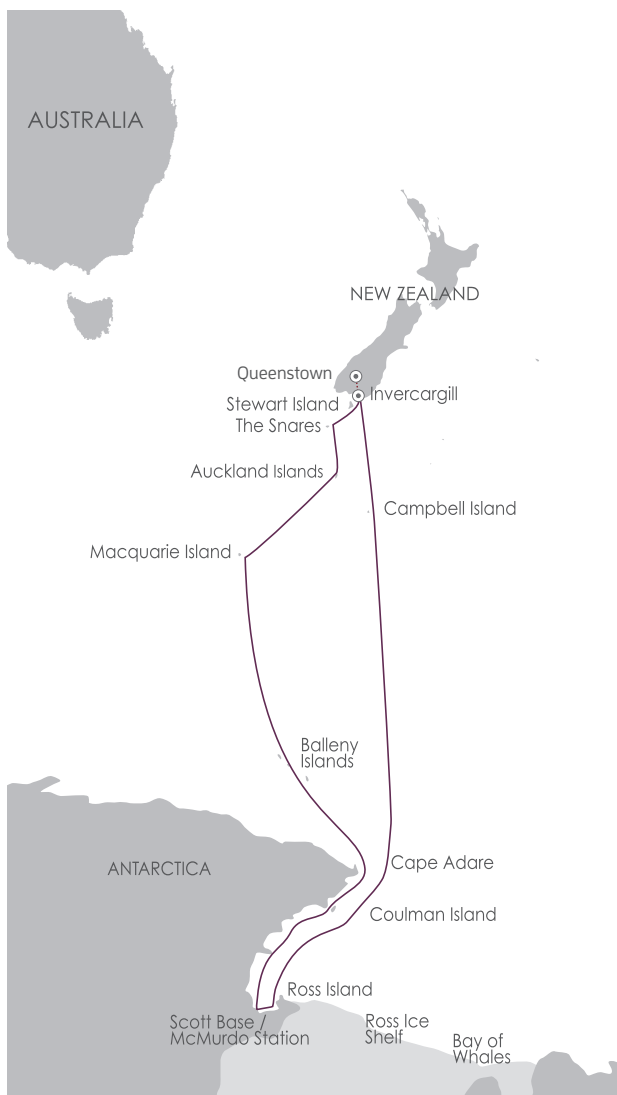 AUSTRALIA
NEW ZEALAND
Queenstown
Invercargill
Stewart Island
The Snares
Auckland Islands
Campbell Island
Macquarie Island
Balleny
Islands
Cape Adare
ANTARCTICA
Coulman Island
Ross Island
Scott Base /
McMurdo Station
Ross Ice
Shelf
Bay of
Whales